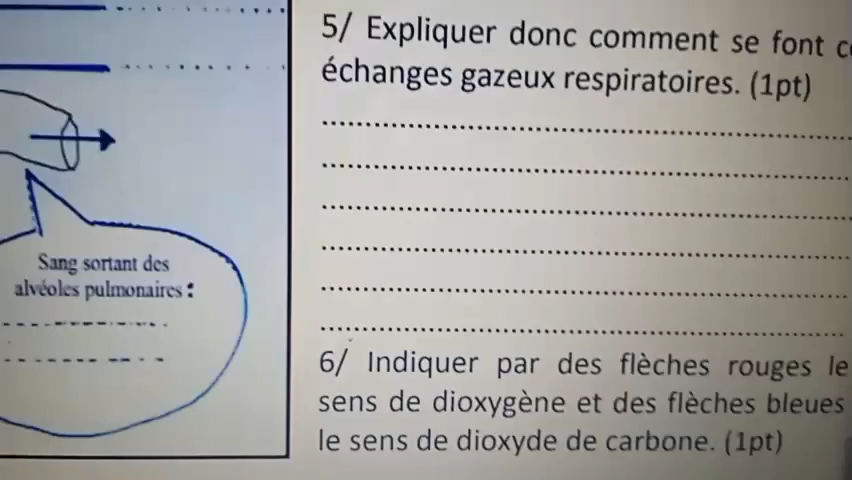 5/ Expliquer donc comment se font
échanges gazeux respiratoires. (1pt)
Sang sortant des
alvéoles pulmonaires :
6/ Indiquer par des flèches rouges le
sens de dioxygène et des flèches bleues
le sens de dioxyde de carbone. (1pt)